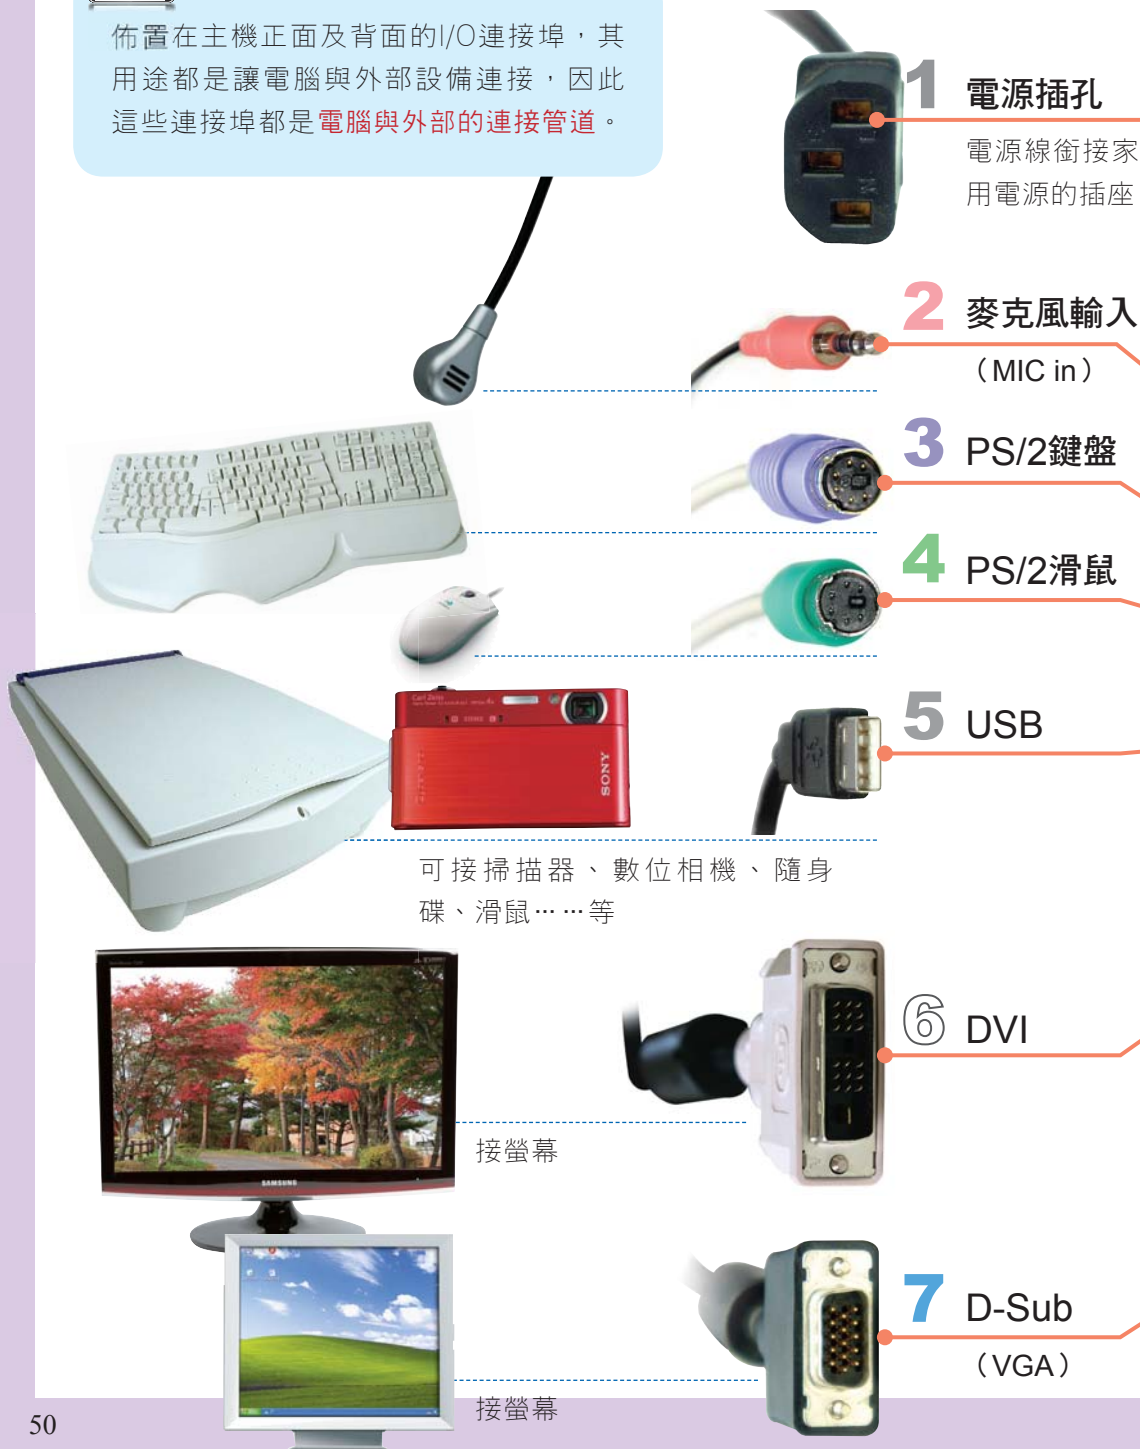 佈置在主機正面及背面的I/O連接埠，其
用途都是讓電腦與外部設備連接，因此
這些連接埠都是電腦與外部的連接管道。
1 電源插孔
電源線銜接家
用電源的插座
2 麥克風輸入
（MIC in）
3 PS/2鍵盤
4 PS/2滑鼠
5 USB
Carl Zeiss
SONY
可接掃描器、數位相機、隨身
碟、滑鼠……等
6 DVI
接螢幕
SAMSUNG
7 D-Sub
（VGA）
接螢幕
50